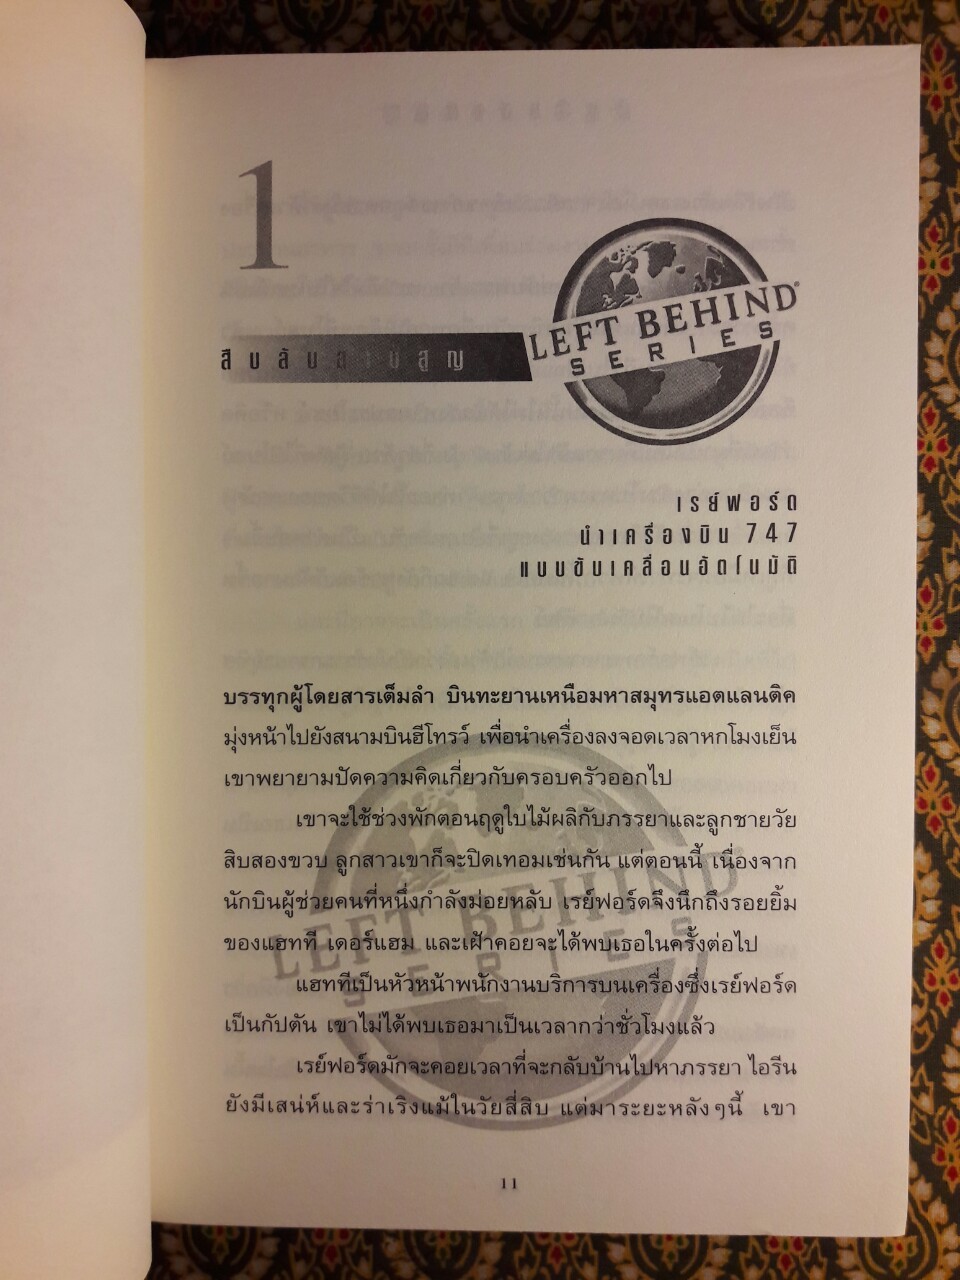 1
LEFT BEHIND®
SERIES
สืบลับสาบสูญ
เรย์ฟอร์ด
นำเครื่องบิน 747
แบบขับเคลื่อนอัตโนมัติ
บรรทุกผู้โดยสารเต็มลำ บินทะยานเหนือมหาสมุทรแอตแลนติค
มุ่งหน้าไปยังสนามบินฮีโทรว์ เพื่อนำเครื่องลงจอดเวลาหกโมงเย็น
เขาพยายามปัดความคิดเกี่ยวกับครอบครัวออกไป
เขาจะใช้ช่วงพักตอนฤดูใบไม้ผลิกับภรรยาและลูกชายวัย
สิบสองขวบ ลูกสาวเขาก็จะปิดเทอมเช่นกัน แต่ตอนนี้ เนื่องจาก
นักบินผู้ช่วยคนที่หนึ่งกำลังม่อยหลับ เรย์ฟอร์ดจึงนึกถึงรอยยิ้ม
ของแฮทที เดอร์แฮม และเฝ้าคอยจะได้พบเธอในครั้งต่อไป
แฮททีเป็นหัวหน้าพนักงานบริการบนเครื่องซึ่งเรย์ฟอร์ด
เป็นกัปตัน เขาไม่ได้พบเธอมาเป็นเวลากว่าชั่วโมงแล้ว
เรย์ฟอร์ดมักจะคอยเวลาที่จะกลับบ้านไปหาภรรยา ไอรีน
ยังมีเสน่ห์และร่าเริงแม้ในวัยสี่สิบ แต่มาระยะหลังๆนี้ เขา
LEFT BEHIND
SERIES
11